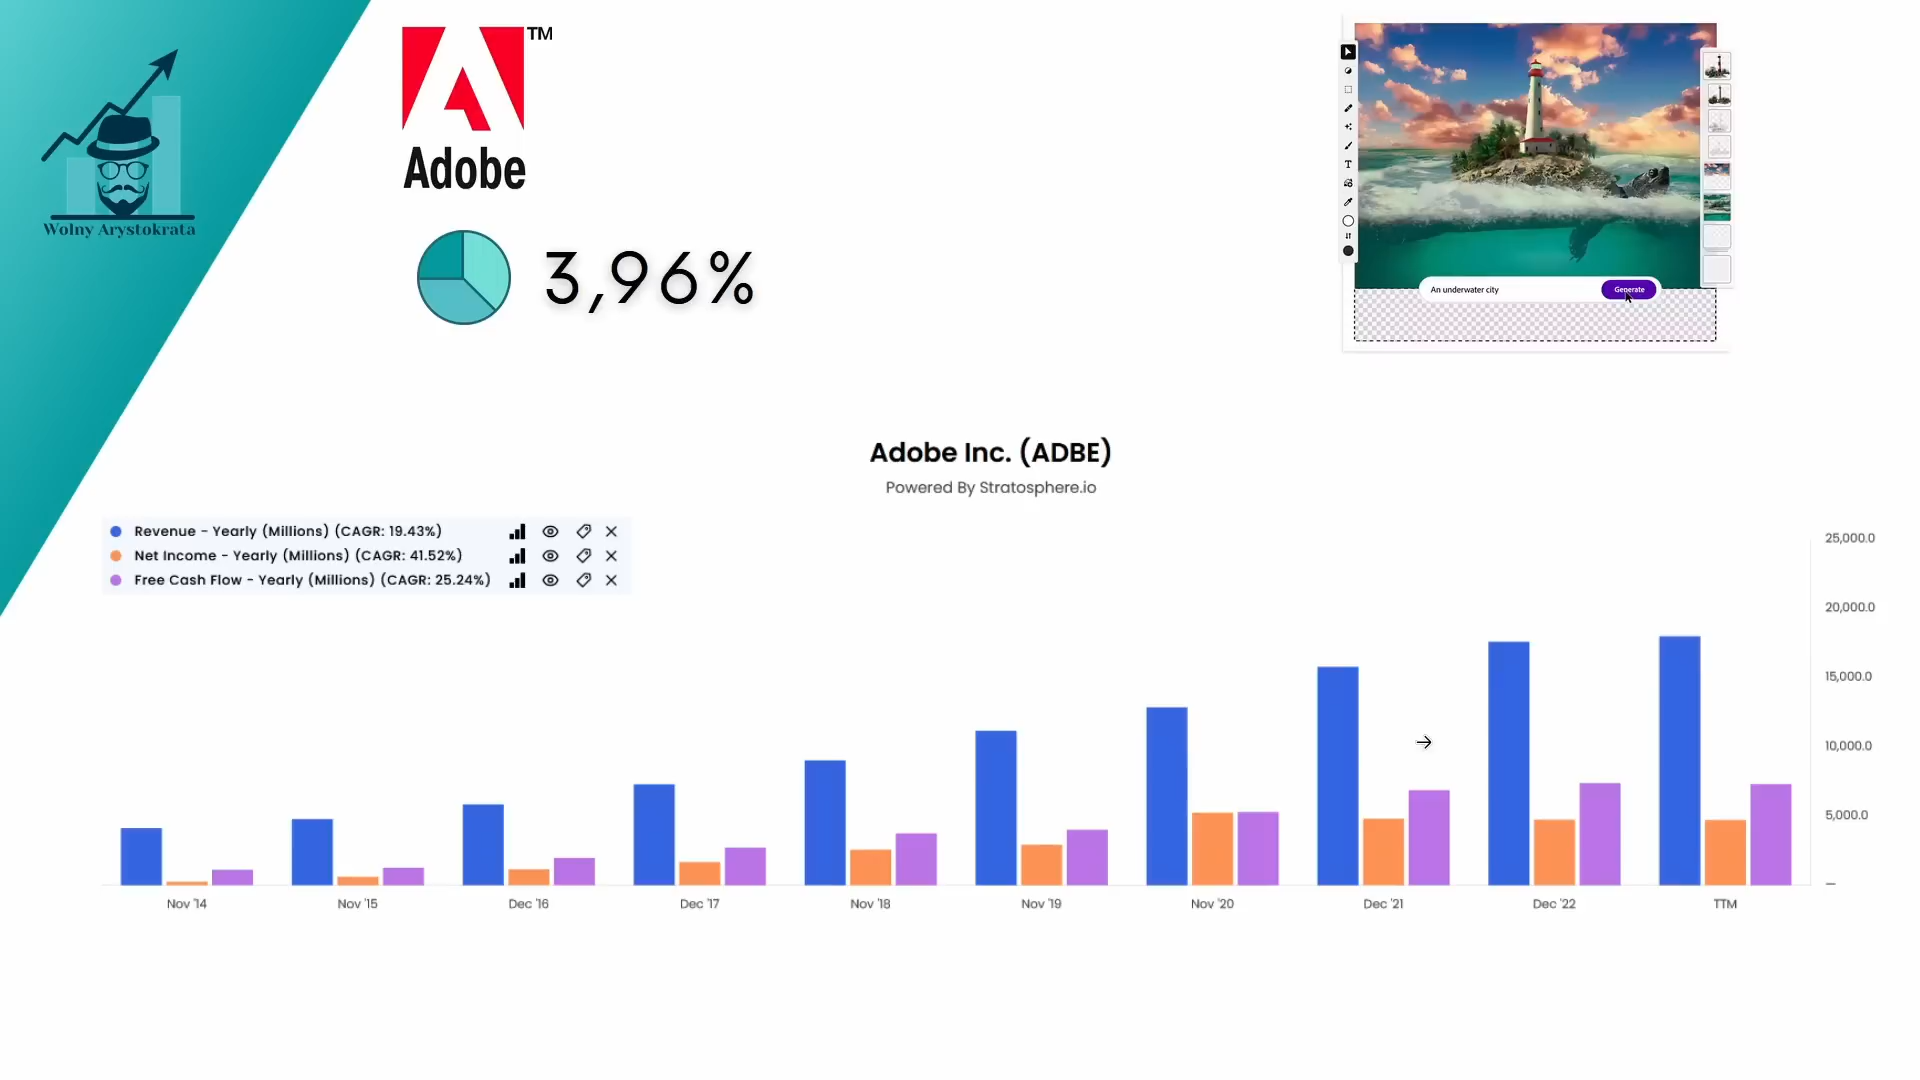 Wolny Arystokrata
TM
Adobe
3,96%
An underwater city
Generate
T
Adobe Inc. (ADBE)
Powered By Stratosphere.io
Revenue - Yearly (Millions) (CAGR: 19.43%)
Net Income - Yearly (Millions) (CAGR: 41.52%)
Free Cash Flow - Yearly (Millions) (CAGR: 25.24%)
25,000.0
20,000.0
15,000.0
10,000.0
5,000.0
—
Nov '14
Nov '15
Dec '16
Dec '17
Nov '18
Nov '19
Nov '20
Dec '21
Dec '22
TTM